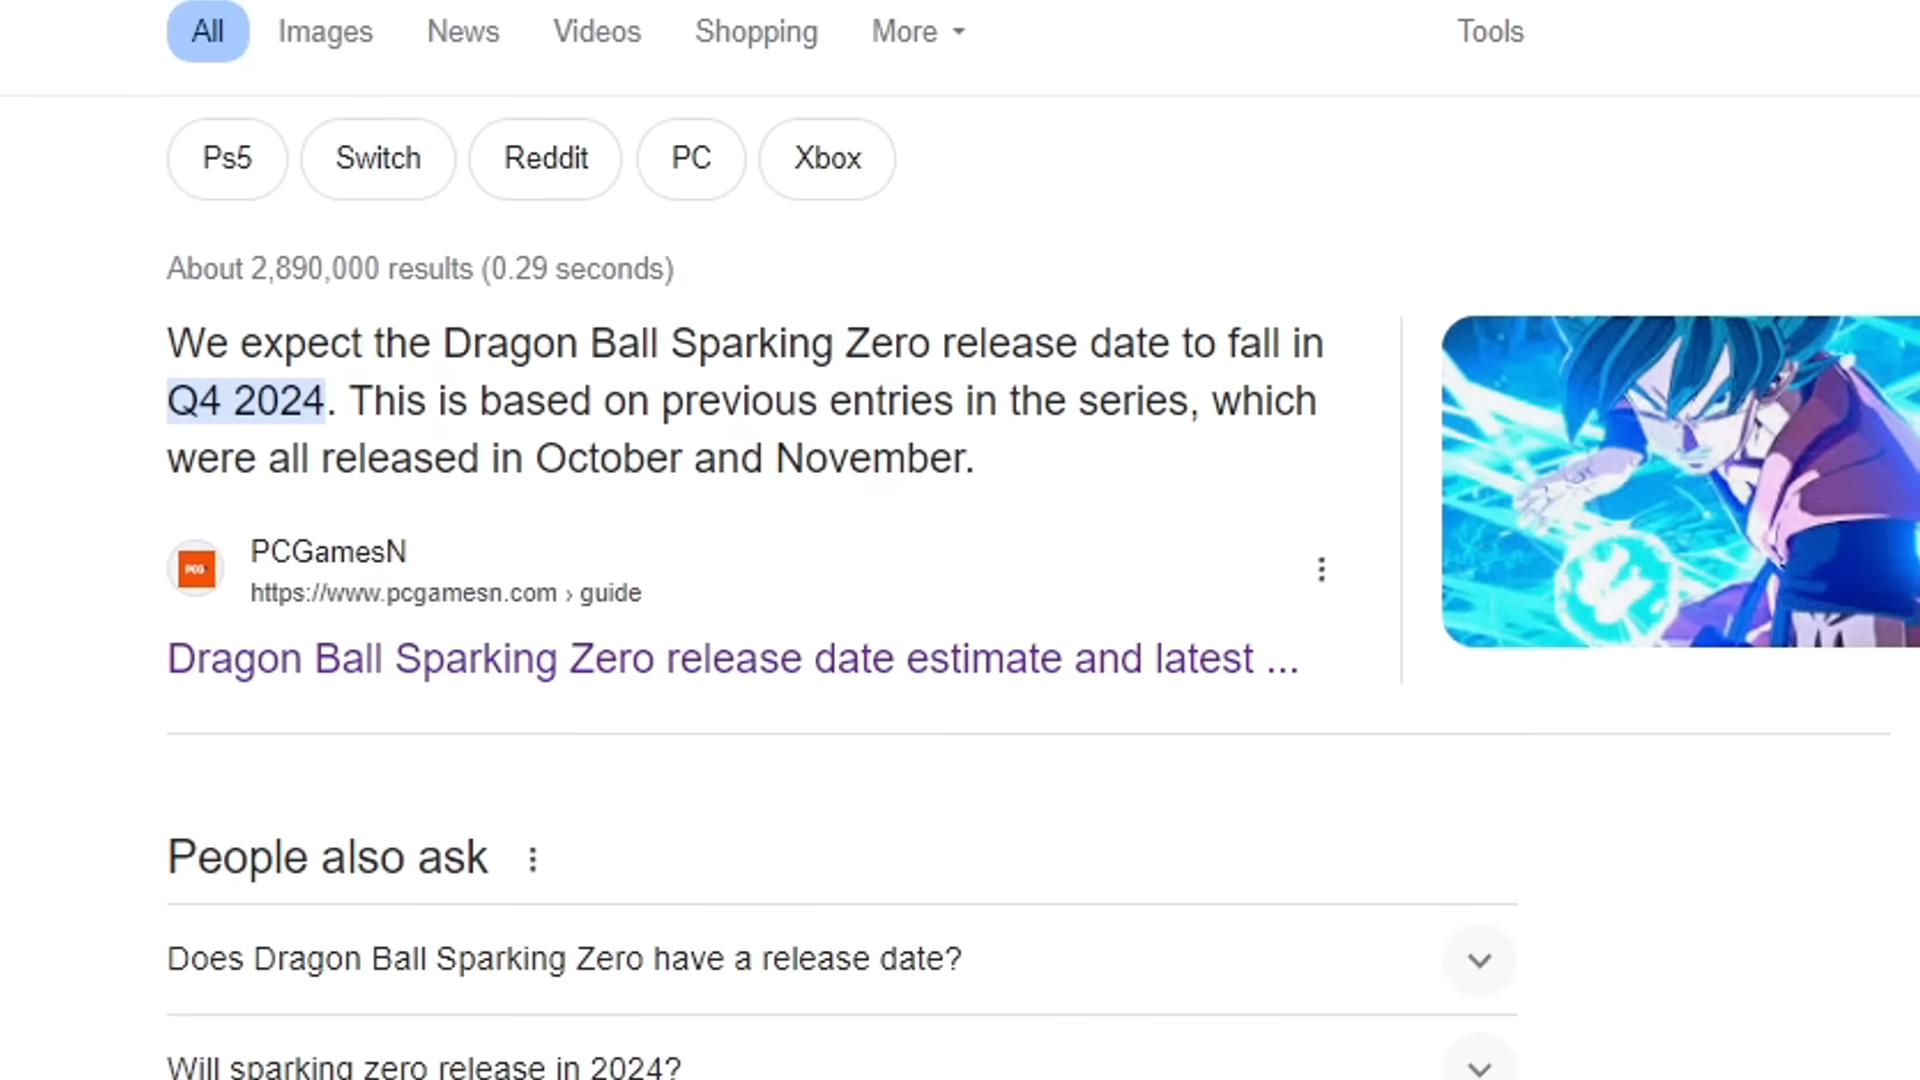 All Images News Videos Shopping More Tools
Ps5 Switch Reddit PC Xbox
About 2,890,000 results (0.29 seconds)
We expect the Dragon Ball Sparking Zero release date to fall in
Q4 2024. This is based on previous entries in the series, which
were all released in October and November.
PCG
PCGamesN
https://www.pcgamesn.com › guide
Dragon Ball Sparking Zero release date estimate and latest ...
People also ask
Does Dragon Ball Sparking Zero have a release date?
Will sparking zero release in 2024?